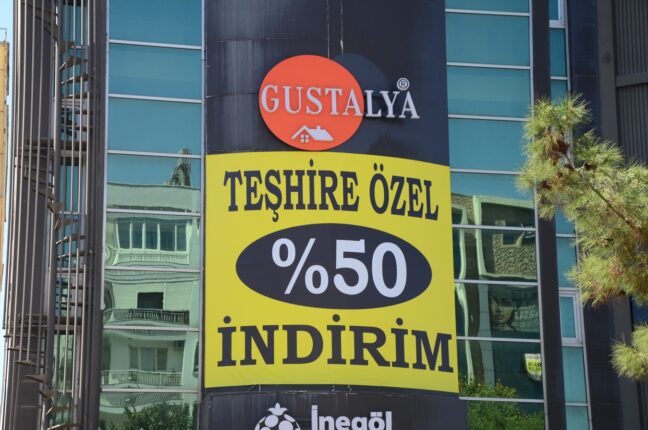 GUSTALYA®
TEŞHİRE ÖZEL
%50
İNDİRİM
İnegöl